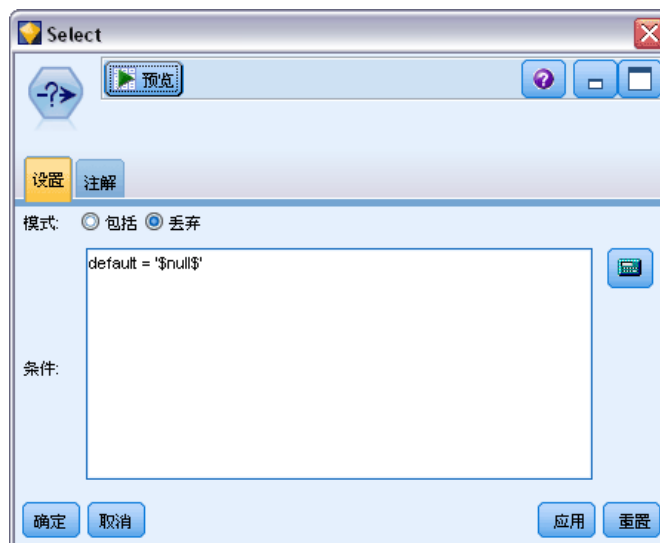 Select
预览
设置 注解
模式: 包括 丢弃
default = '$null$'
条件:
确定 取消 应用 重置